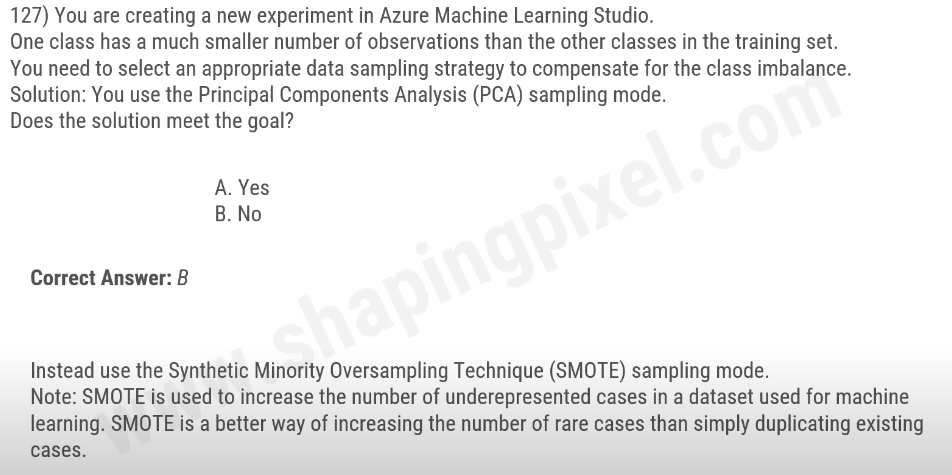 127) You are creating a new experiment in Azure Machine Learning Studio.
One class has a much smaller number of observations than the other classes in the training set.
You need to select an appropriate data sampling strategy to compensate for the class imbalance.
Solution: You use the Principal Components Analysis (PCA) sampling mode.
Does the solution meet the goal?
A. Yes
B. No
Correct Answer: B
www.shapingpixel.com
Instead use the Synthetic Minority Oversampling Technique (SMOTE) sampling mode.
Note: SMOTE is used to increase the number of underepresented cases in a dataset used for machine
learning. SMOTE is a better way of increasing the number of rare cases than simply duplicating existing
cases.